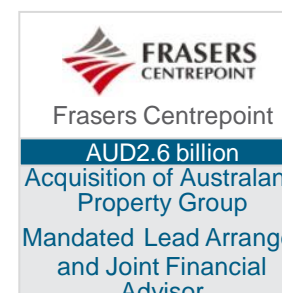 FRASERS
CENTREPOINT
Frasers Centrepoint
AUD2.6 billion
Acquisition of Australan
Property Group
Mandated Lead Arrang
and Joint Financial
Advisor